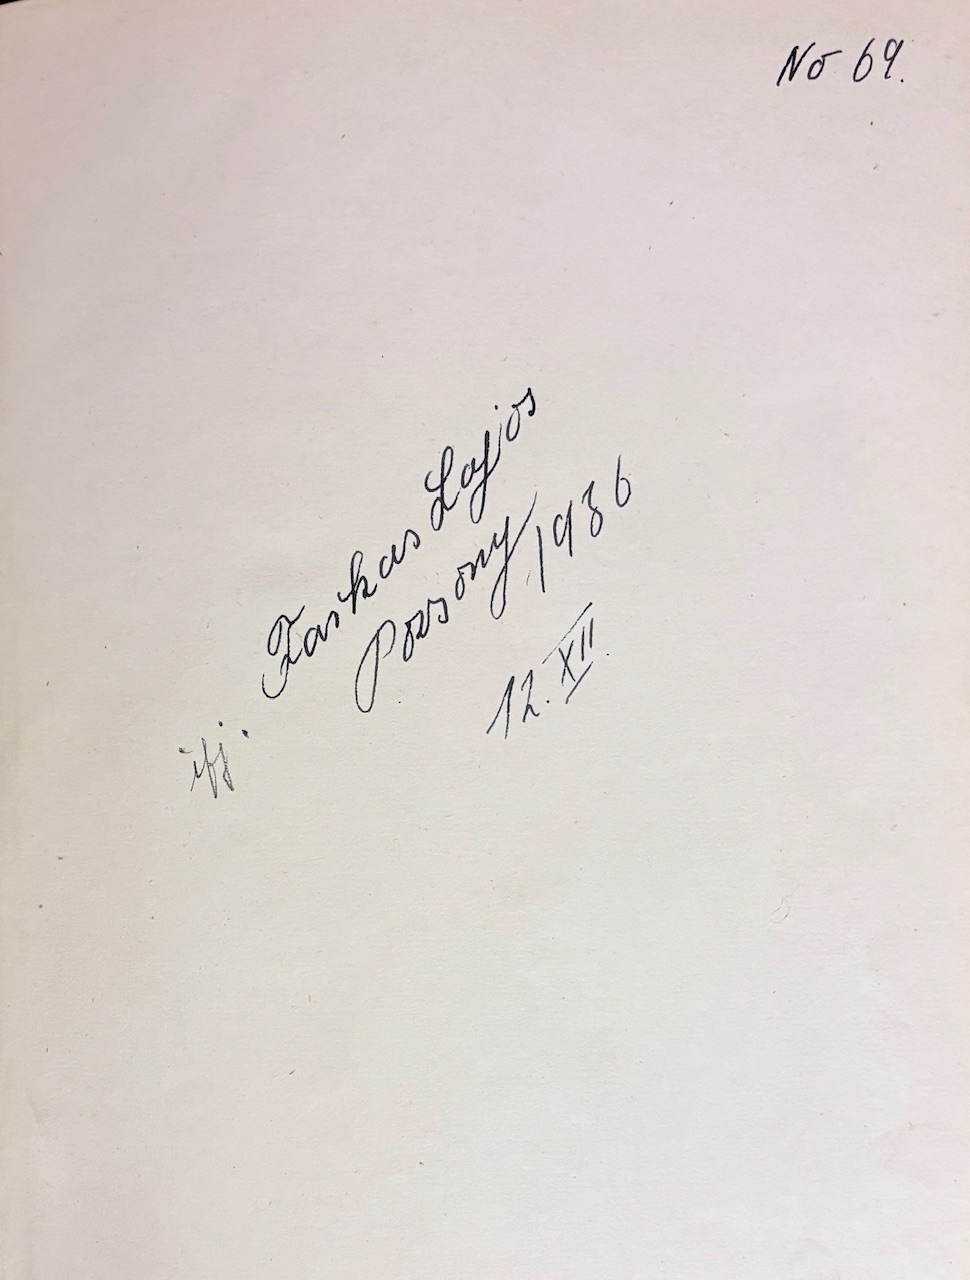 No 69.
ifj. Farkas Lajos
Pozsony 1936
12. XII.